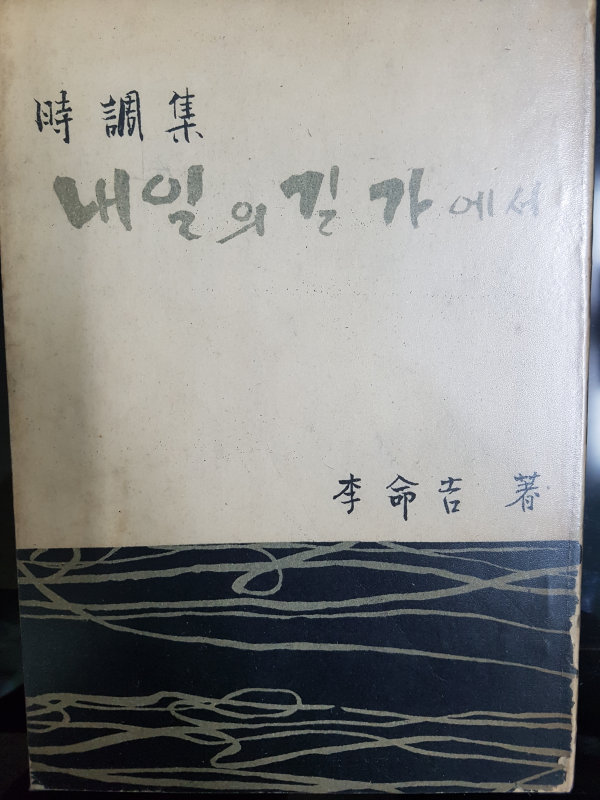 時調集
내일의 길가에서
李命吉 著